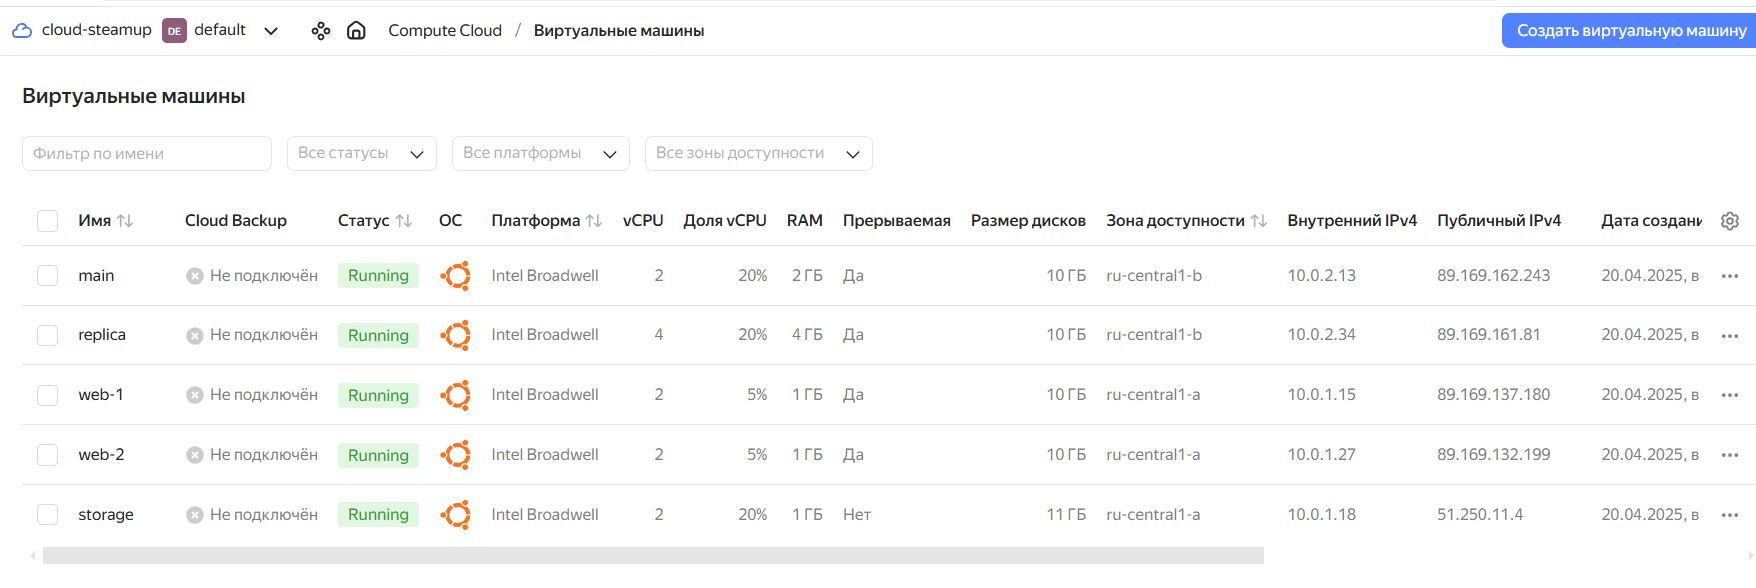 cloud-steamup DE default Compute Cloud / Виртуальные машины Создать виртуальную машину
Виртуальные машины
Фильтр по имени Все статусы Все платформы Все зоны доступности
Имя Cloud Backup Статус ОС Платформа vCPU Доля vCPU RAM Прерываемая Размер дисков Зона доступности Внутренний IPv4 Публичный IPv4 Дата создани
main Не подключён Running Intel Broadwell 2 20% 2 ГБ Да 10 ГБ ru-central1-b 10.0.2.13 89.169.162.243 20.04.2025, в
replica Не подключён Running Intel Broadwell 4 20% 4 ГБ Да 10 ГБ ru-central1-b 10.0.2.34 89.169.161.81 20.04.2025, в
web-1 Не подключён Running Intel Broadwell 2 5% 1 ГБ Да 10 ГБ ru-central1-a 10.0.1.15 89.169.137.180 20.04.2025, в
web-2 Не подключён Running Intel Broadwell 2 5% 1 ГБ Да 10 ГБ ru-central1-a 10.0.1.27 89.169.132.199 20.04.2025, в
storage Не подключён Running Intel Broadwell 2 20% 1 ГБ Нет 11 ГБ ru-central1-a 10.0.1.18 51.250.11.4 20.04.2025, в